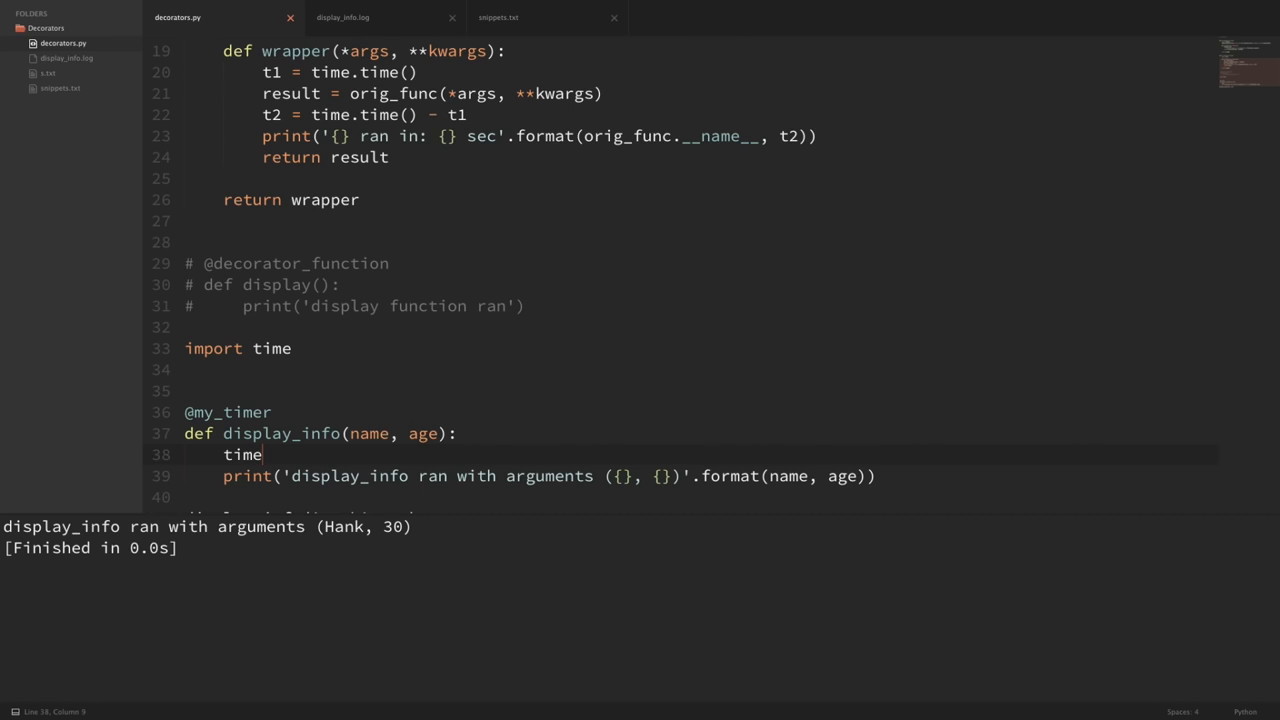 FOLDERS
Decorators
decorators.py
display_info.log
s.txt
snippets.txt
decorators.py
display_info.log
snippets.txt
19 def wrapper(*args, **kwargs):
20 t1 = time.time()
21 result = orig_func(*args, **kwargs)
22 t2 = time.time() - t1
23 print('{} ran in: {} sec'.format(orig_func.__name__, t2))
24 return result
25
26 return wrapper
27
28
29 # @decorator_function
30 # def display():
31 #     print('display function ran')
32
33 import time
34
35
36 @my_timer
37 def display_info(name, age):
38 time
39 print('display_info ran with arguments ({}, {})'.format(name, age))
40
display_info ran with arguments (Hank, 30)
[Finished in 0.0s]
Line 38, Column 9
Spaces: 4
Python